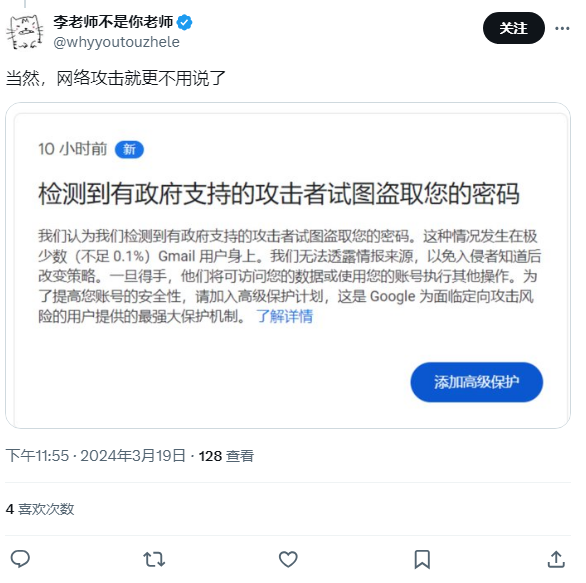 李老师不是你老师
@whyyoutouzhele
关注
当然，网络攻击就更不用说了
10 小时前 新
检测到有政府支持的攻击者试图盗取您的密码
我们认为我们检测到有政府支持的攻击者试图盗取您的密码。这种情况发生在极
少数（不足 0.1%）Gmail 用户身上。我们无法透露情报来源，以免入侵者知道后
改变策略。一旦得手，他们将可访问您的数据或使用您的账号执行其他操作。为
了提高您账号的安全性，请加入高级保护计划，这是 Google 为面临定向攻击风
险的用户提供的最强大保护机制。 了解详情
添加高级保护
下午11:55 · 2024年3月19日 · 128 查看
4 喜欢次数